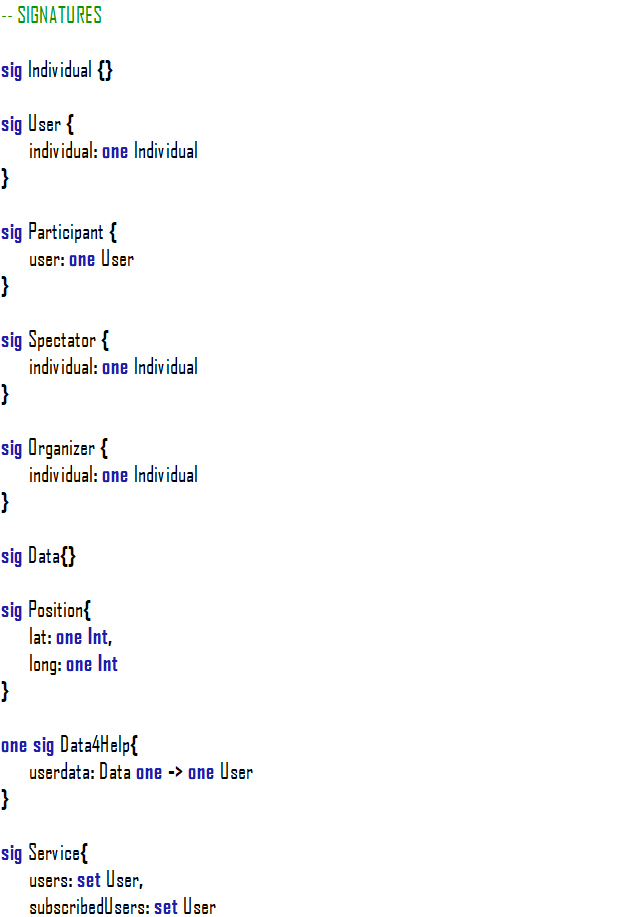 -- SIGNATURES
sig Individual {}
sig User {
individual: one Individual
}
sig Participant {
user: one User
}
sig Spectator {
individual: one Individual
}
sig Organizer {
individual: one Individual
}
sig Data{}
sig Position{
lat: one Int,
long: one Int
}
one sig Data4Help{
userdata: Data one -> one User
}
sig Service{
users: set User,
subscribedUsers: set User